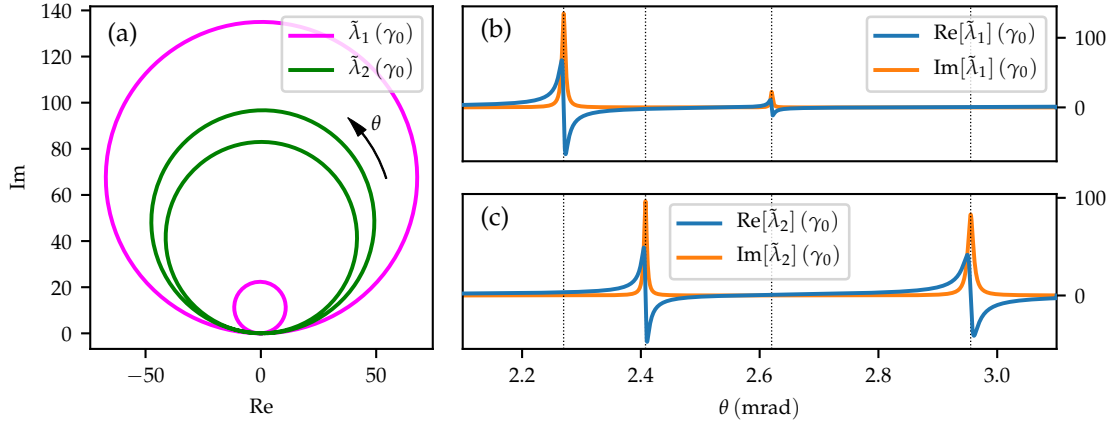 (a)
λ̃₁ (γ₀)
λ̃₂ (γ₀)
θ
Im
140
120
100
80
60
40
20
0
−50 0 50
Re
(b)
Re[λ̃₁] (γ₀)
Im[λ̃₁] (γ₀)
100
0
(c)
Re[λ̃₂] (γ₀)
Im[λ̃₂] (γ₀)
100
0
2.2 2.4 2.6 2.8 3.0
θ (mrad)